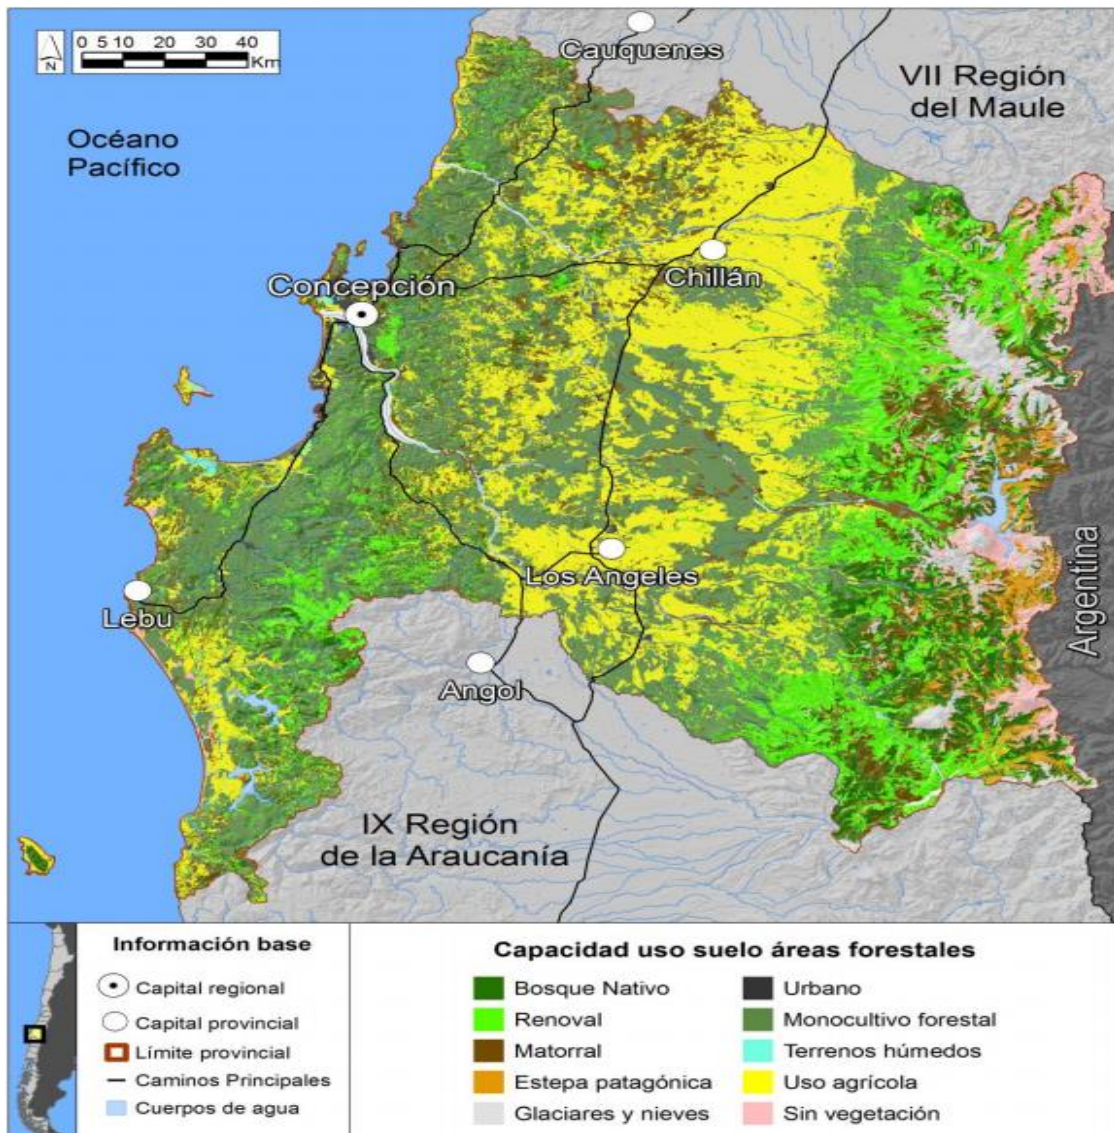 0 5 10 20 30 40
Km
N
Cauquenes
VII Región
del Maule
Océano
Pacífico
Concepción
Chillán
Los Angeles
Lebu
Angol
Argentina
IX Región
de la Araucanía
Información base
Capital regional
Capital provincial
Límite provincial
Caminos Principales
Cuerpos de agua
Capacidad uso suelo áreas forestales
Bosque Nativo
Renoval
Matorral
Estepa patagónica
Glaciares y nieves
Urbano
Monocultivo forestal
Terrenos húmedos
Uso agrícola
Sin vegetación